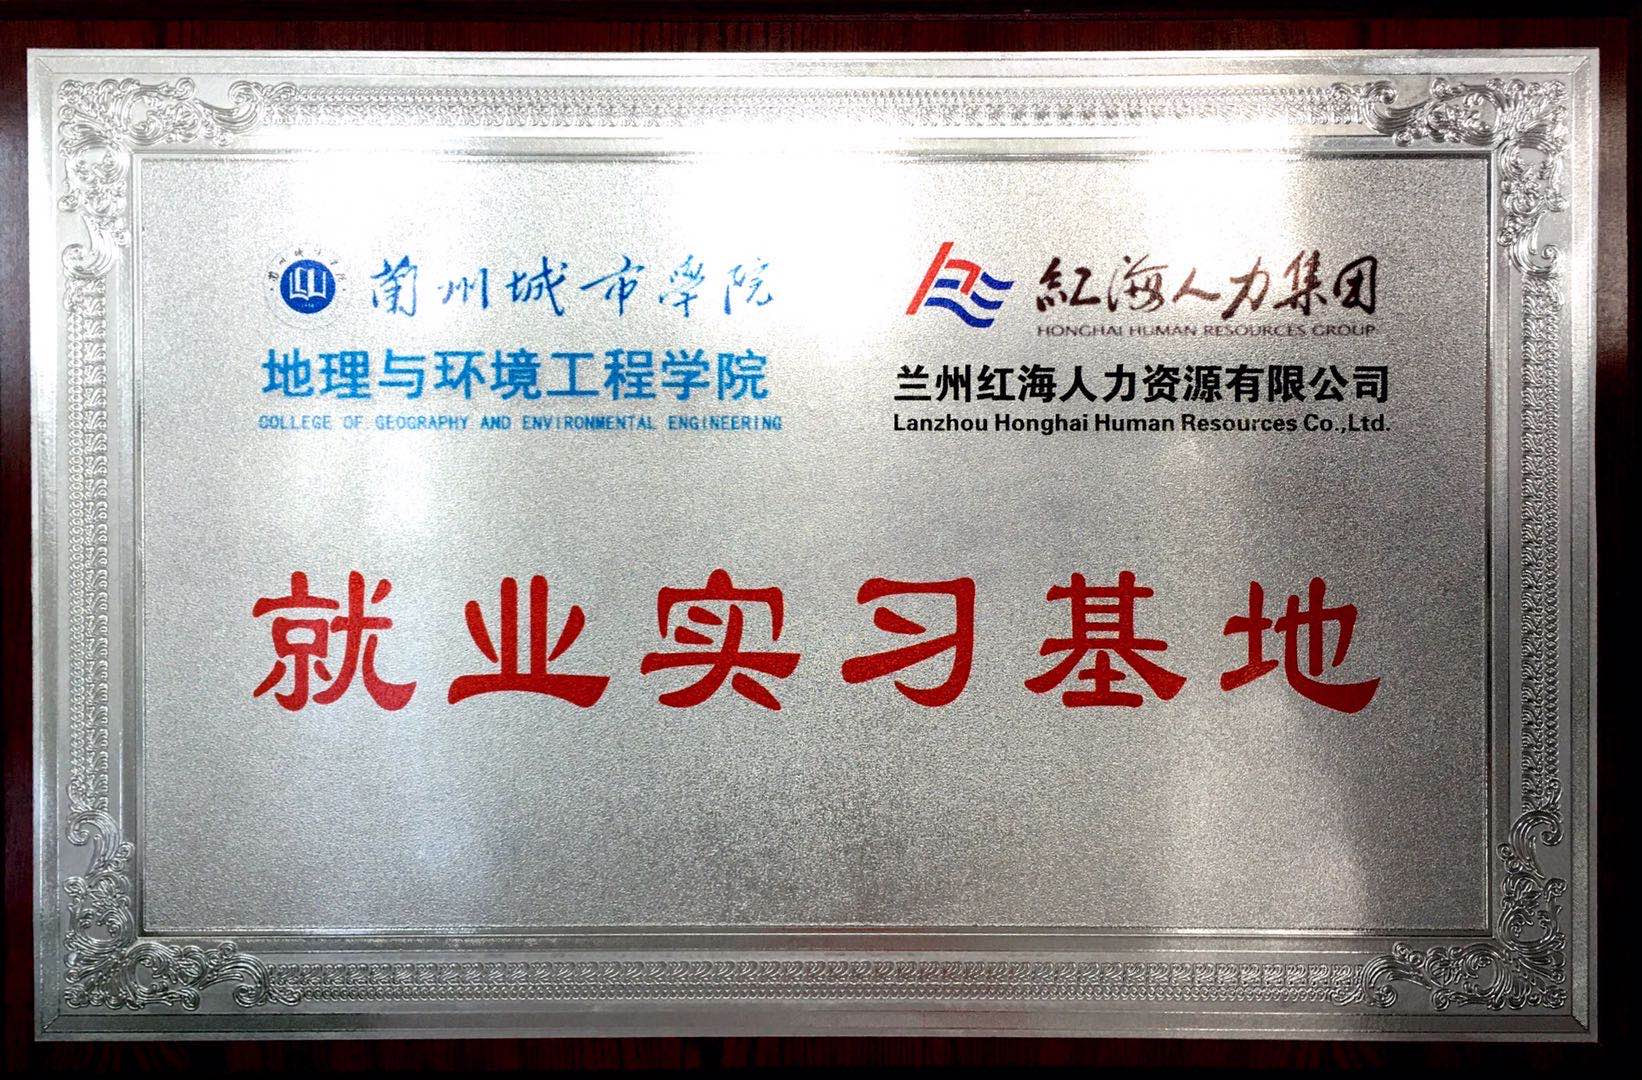 蘭州城市學院
地理与环境工程学院
COLLEGE OF GEOGRAPHY AND ENVIRONMENTAL ENGINEERING
紅海人力集团
HONGHAI HUMAN RESOURCES GROUP
兰州红海人力资源有限公司
Lanzhou Honghai Human Resources Co.,Ltd.
就业实习基地